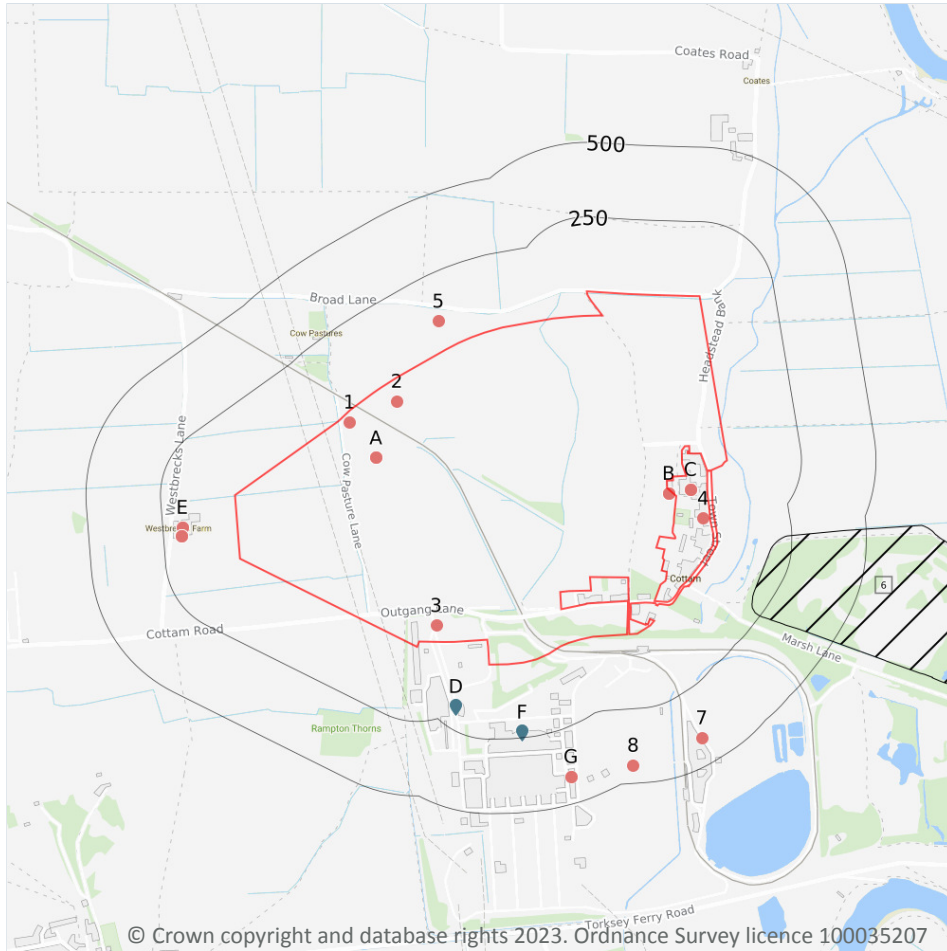 Coates Road
Coates
500
250
Broad Lane
5
Cow Pastures
Headstead Bank
2
1
A
Westbrecks Lane
Cow Pasture Lane
B
C
4
Town Street
E
Westbrecks Farm
Cottam
6
Outgang Lane
3
Cottam Road
Marsh Lane
D
F
7
Rampton Thorns
G
8
Torksey Ferry Road
© Crown copyright and database rights 2023. Ordnance Survey licence 100035207